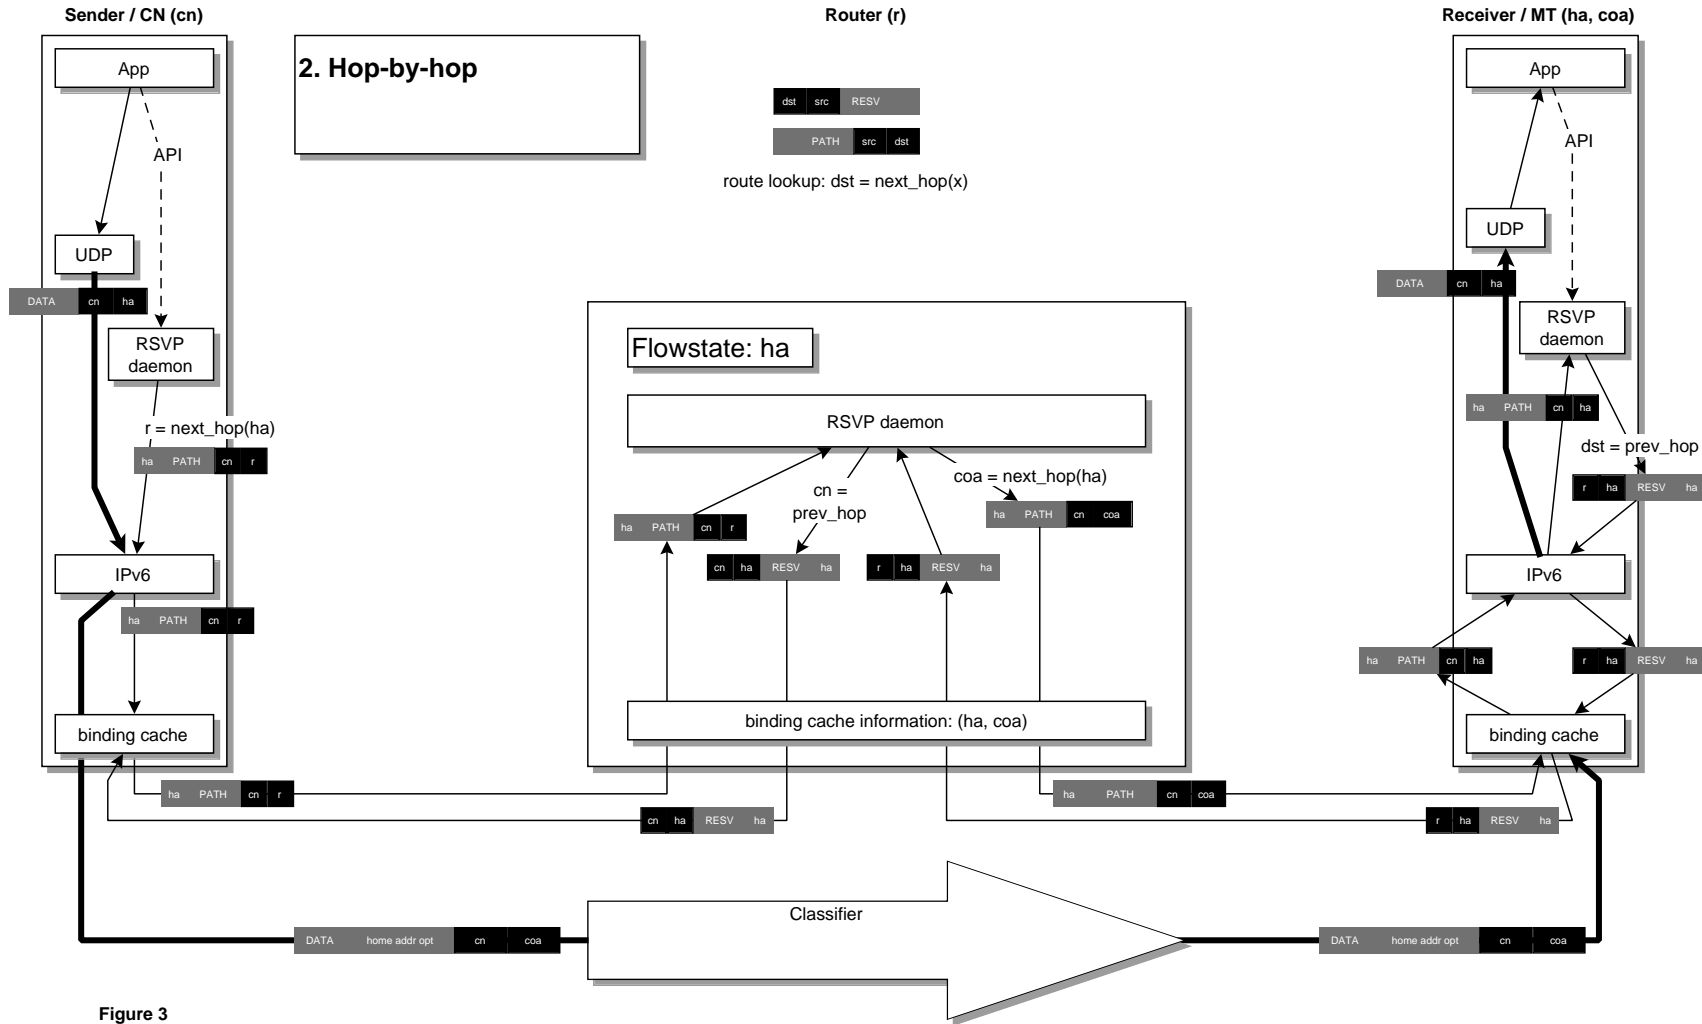 Sender / CN (cn)
Router (r)
Receiver / MT (ha, coa)
2. Hop-by-hop
dst src RESV
PATH src dst
route lookup: dst = next_hop(x)
App
API
UDP
DATA cn ha
RSVP
daemon
r = next_hop(ha)
ha PATH cn r
IPv6
ha PATH cn r
binding cache
ha PATH cn r
Flowstate: ha
RSVP daemon
cn =
prev_hop
coa = next_hop(ha)
ha PATH cn r
ha PATH cn coa
cn ha RESV ha
r ha RESV ha
binding cache information: (ha, coa)
cn ha RESV ha
ha PATH cn coa
r ha RESV ha
App
API
UDP
DATA cn ha
RSVP
daemon
ha PATH cn ha
dst = prev_hop
r ha RESV ha
IPv6
ha PATH cn ha
r ha RESV ha
binding cache
Classifier
DATA home addr opt cn coa
DATA home addr opt cn coa
Figure 3